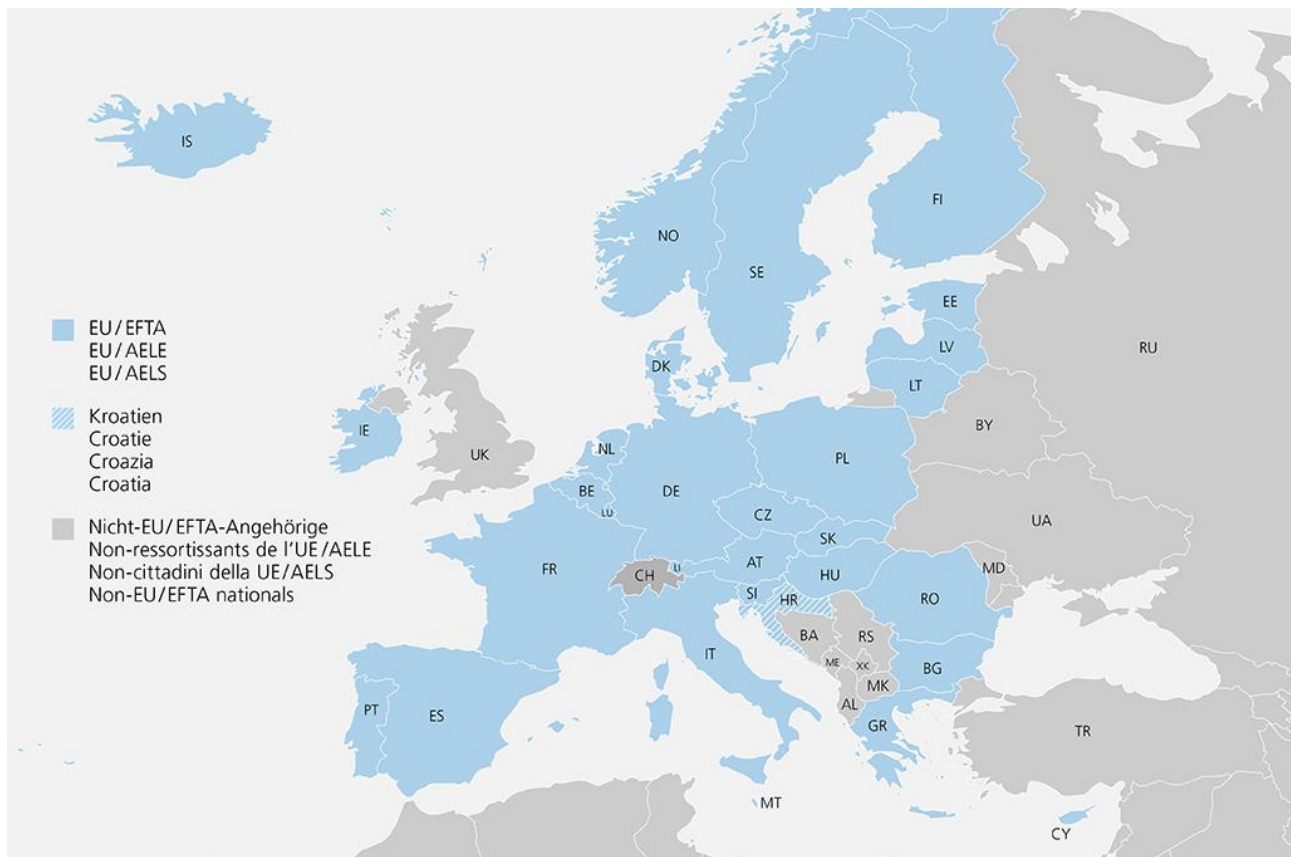 IS
NO
SE
FI
EE
LV
LT
RU
BY
UA
MD
DK
IE
UK
NL
BE
LU
DE
PL
CZ
SK
FR
CH
LI
AT
HU
SI
HR
RO
BA
RS
IT
ME
XK
BG
MK
AL
PT
ES
GR
TR
MT
CY
EU/EFTA
EU/AELE
EU/AELS
Kroatien
Croatie
Croazia
Croatia
Nicht-EU/EFTA-Angehörige
Non-ressortissants de l'UE/AELE
Non-cittadini della UE/AELS
Non-EU/EFTA nationals